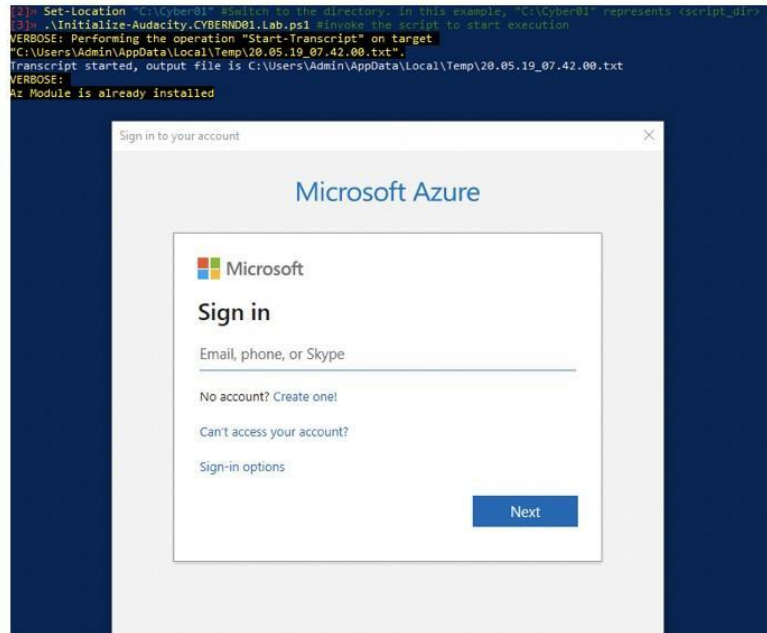 [2]» Set-Location "C:\Cyber01" #Switch to the directory. in this example, "C:\Cyber01" represents <script_dir>
[3]» .\Initialize-Audacity.CYBERND01.Lab.ps1 #invoke the script to start execution
VERBOSE: Performing the operation "Start-Transcript" on target
"C:\Users\Admin\AppData\Local\Temp\20.05.19_07.42.00.txt".
Transcript started, output file is C:\Users\Admin\AppData\Local\Temp\20.05.19_07.42.00.txt
VERBOSE:
Az Module is already installed
Sign in to your account
Microsoft Azure
Microsoft
Sign in
Email, phone, or Skype
No account? Create one!
Can't access your account?
Sign-in options
Next